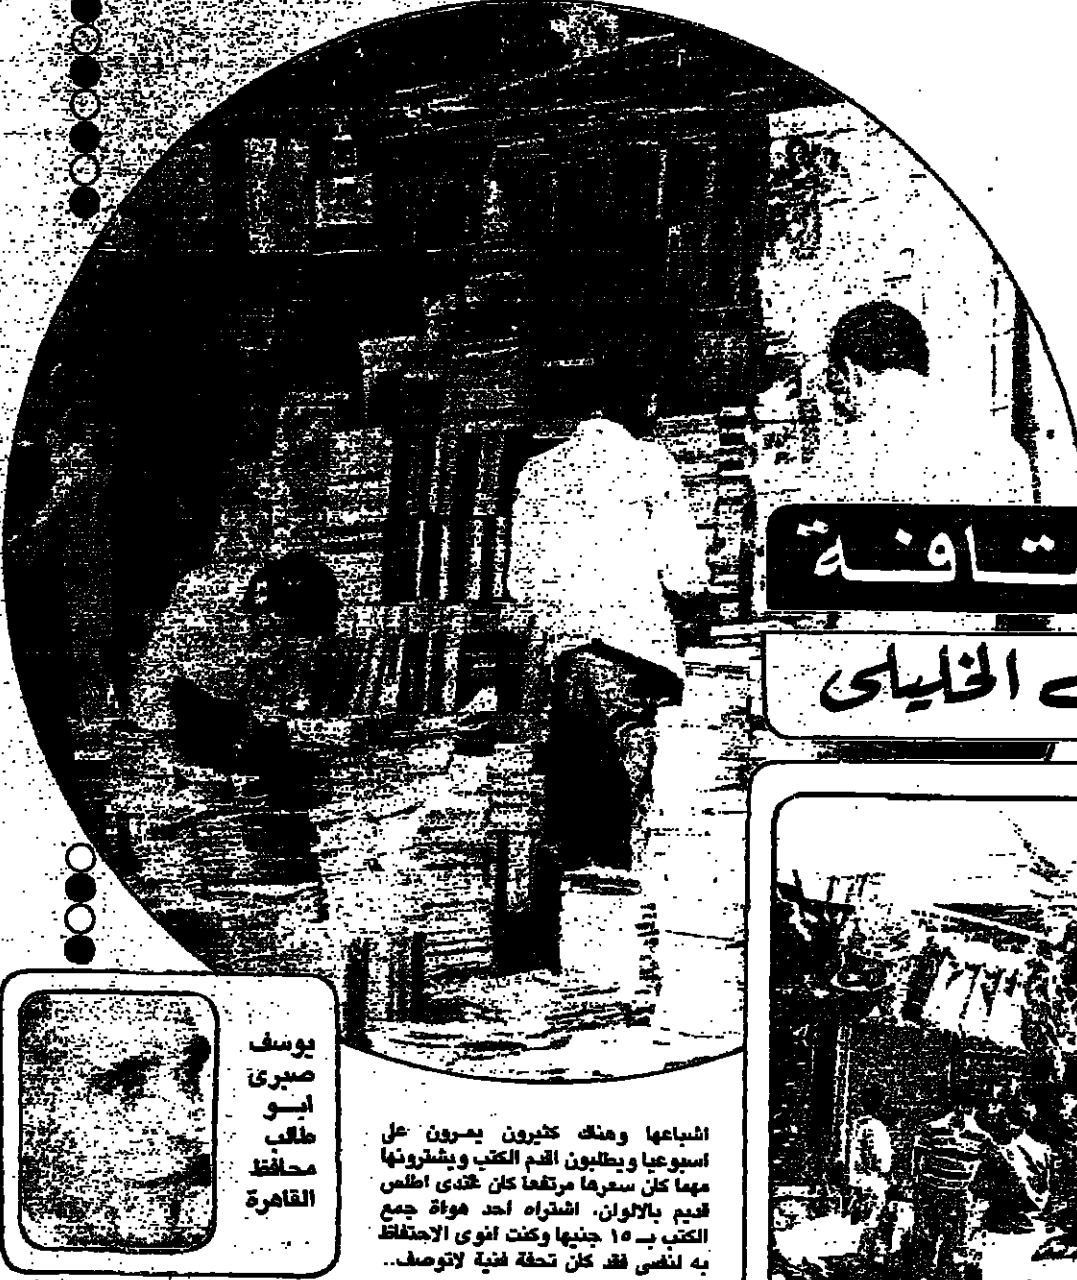 تافة
الخليلى
يوسف
صبرى
ابو
طالب
محافظ
القاهرة
اشباعها وهناك كثيرون يمرون على
اسبوعيا ويطلبون اقدم الكتب ويشترونها
مهما كان سعرها مرتفعا كان عندى اطلس
قديم بالالوان، اشتراه احد هواة جمع
الكتب بـ ١٥ جنيها وكنت انوى الاحتفاظ
به لنفسى فقد كان تحفة فنية لاتوصف..